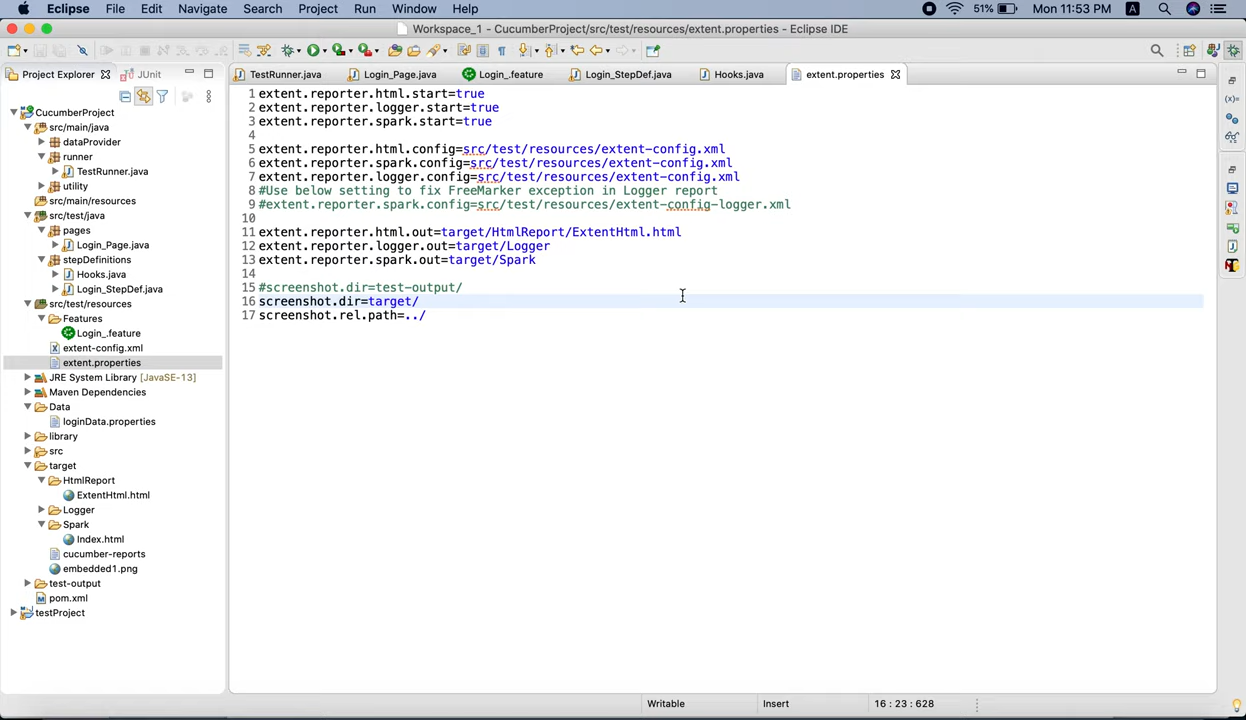 Eclipse File Edit Navigate Search Project Run Window Help 51% Mon 11:53 PM A
Workspace_1 - CucumberProject/src/test/resources/extent.properties - Eclipse IDE
Project Explorer JUnit
TestRunner.java Login_Page.java Login_.feature Login_StepDef.java Hooks.java extent.properties
CucumberProject
src/main/java
dataProvider
runner
TestRunner.java
utility
src/main/resources
src/test/java
pages
Login_Page.java
stepDefinitions
Hooks.java
Login_StepDef.java
src/test/resources
Features
Login_.feature
extent-config.xml
extent.properties
JRE System Library [JavaSE-13]
Maven Dependencies
Data
loginData.properties
library
src
target
HtmlReport
ExtentHtml.html
Logger
Spark
Index.html
cucumber-reports
embedded1.png
test-output
pom.xml
testProject
1 extent.reporter.html.start=true
2 extent.reporter.logger.start=true
3 extent.reporter.spark.start=true
4
5 extent.reporter.html.config=src/test/resources/extent-config.xml
6 extent.reporter.spark.config=src/test/resources/extent-config.xml
7 extent.reporter.logger.config=src/test/resources/extent-config.xml
8 #Use below setting to fix FreeMarker exception in Logger report
9 #extent.reporter.spark.config=src/test/resources/extent-config-logger.xml
10
11 extent.reporter.html.out=target/HtmlReport/ExtentHtml.html
12 extent.reporter.logger.out=target/Logger
13 extent.reporter.spark.out=target/Spark
14
15 #screenshot.dir=test-output/
16 screenshot.dir=target/
17 screenshot.rel.path=../
Writable Insert 16 : 23 : 628